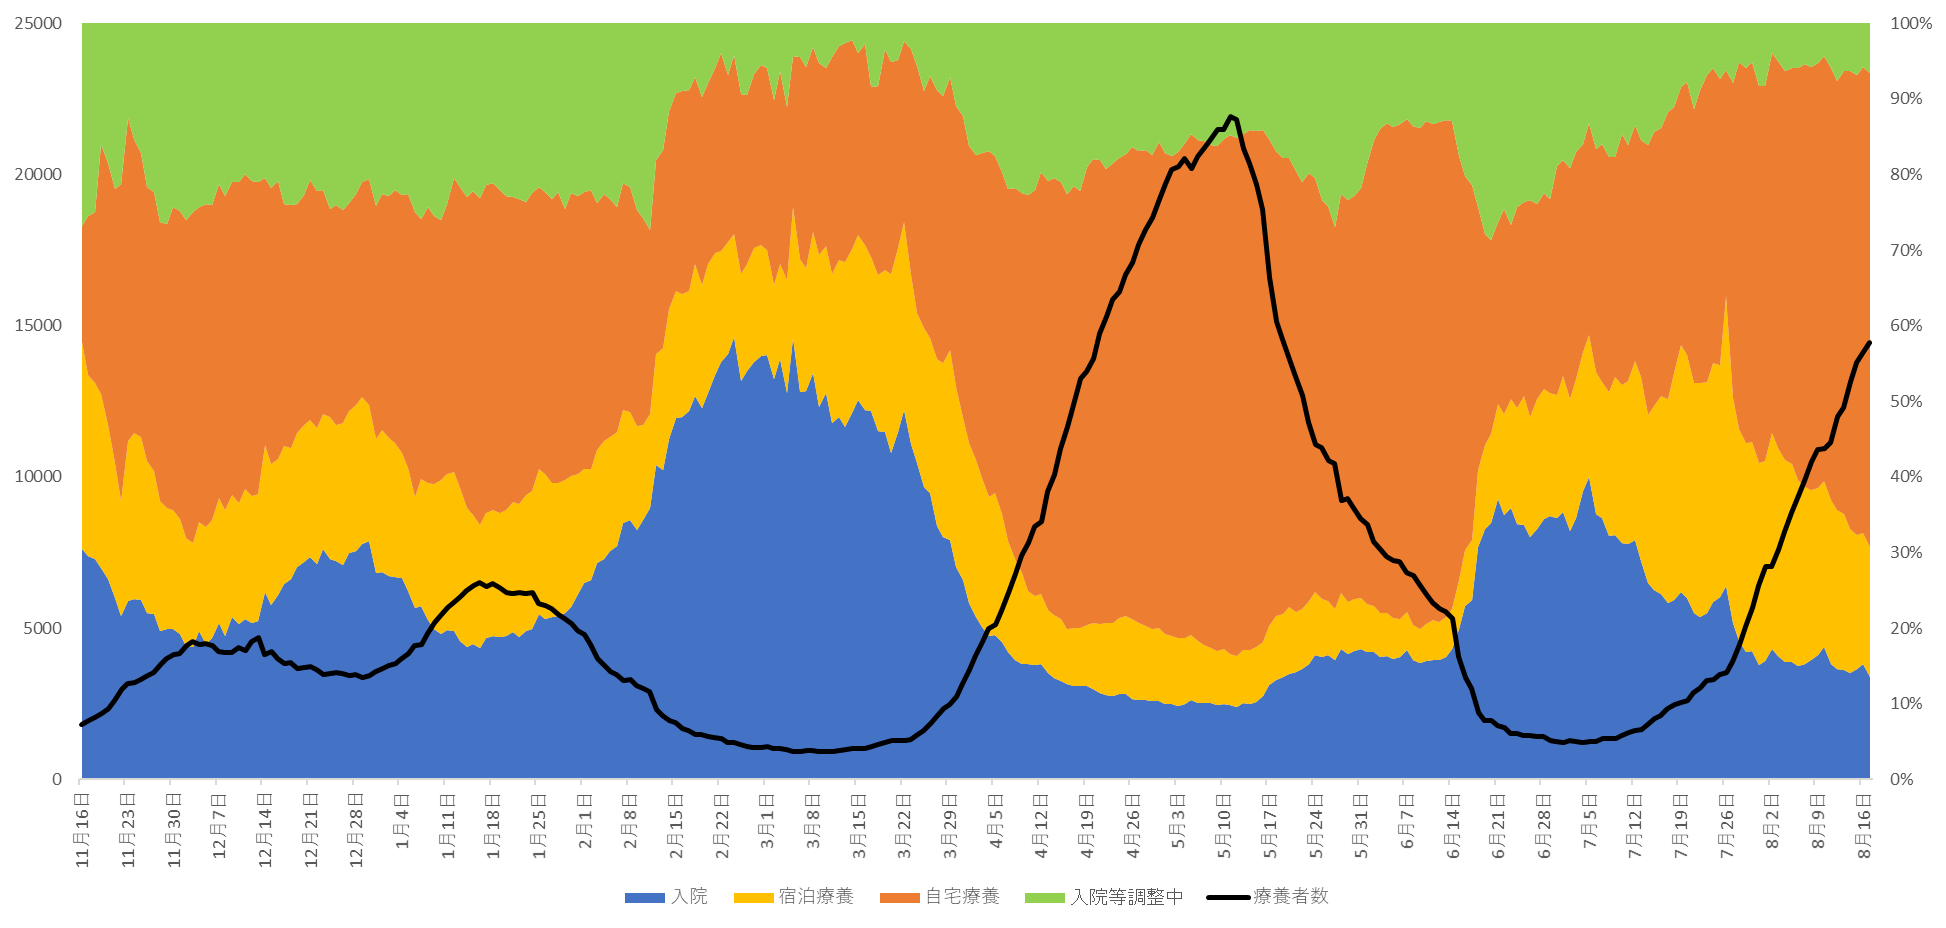 25000
20000
15000
10000
5000
0
100%
90%
80%
70%
60%
50%
40%
30%
20%
10%
0%
11月16日
11月23日
11月30日
12月7日
12月14日
12月21日
12月28日
1月4日
1月11日
1月18日
1月25日
2月1日
2月8日
2月15日
2月22日
3月1日
3月8日
3月15日
3月22日
3月29日
4月5日
4月12日
4月19日
4月26日
5月3日
5月10日
5月17日
5月24日
5月31日
6月7日
6月14日
6月21日
6月28日
7月5日
7月12日
7月19日
7月26日
8月2日
8月9日
8月16日
入院 宿泊療養 自宅療養 入院等調整中 療養者数